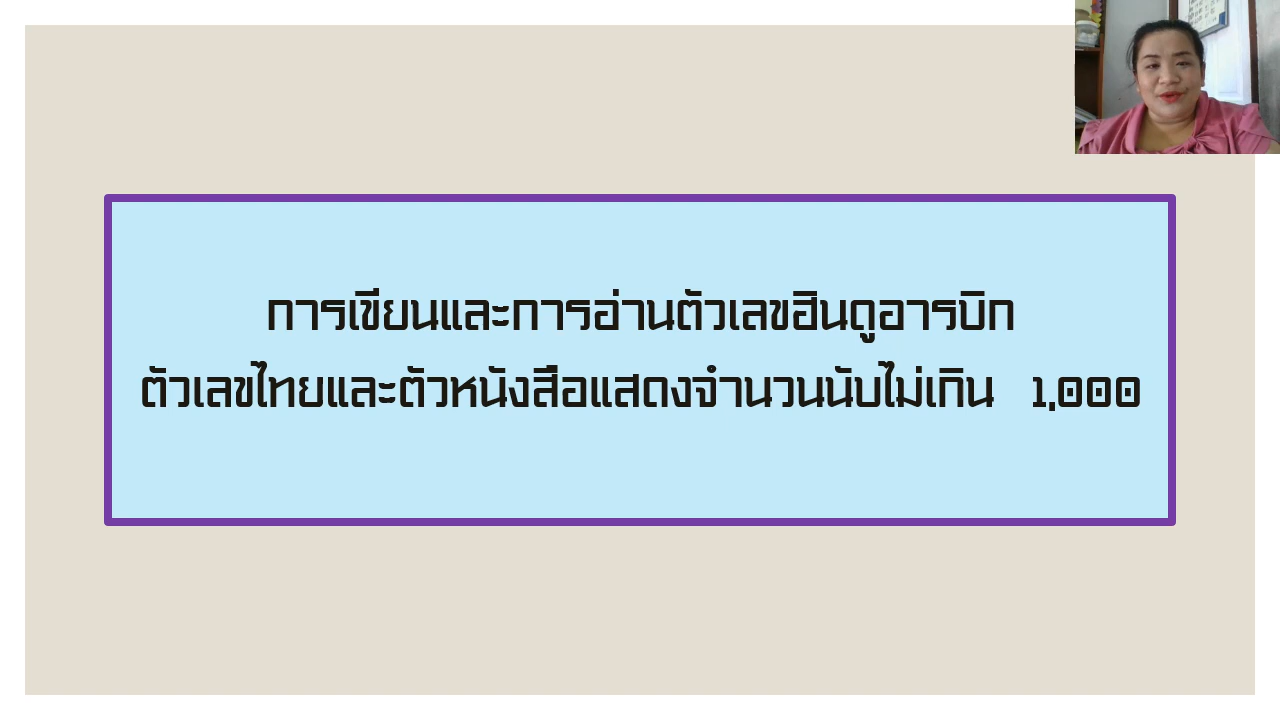 การเขียนและการอ่านตัวเลขฮินดูอารบิก
ตัวเลขไทยและตัวหนังสือแสดงจำนวนนับไม่เกิน 1,000